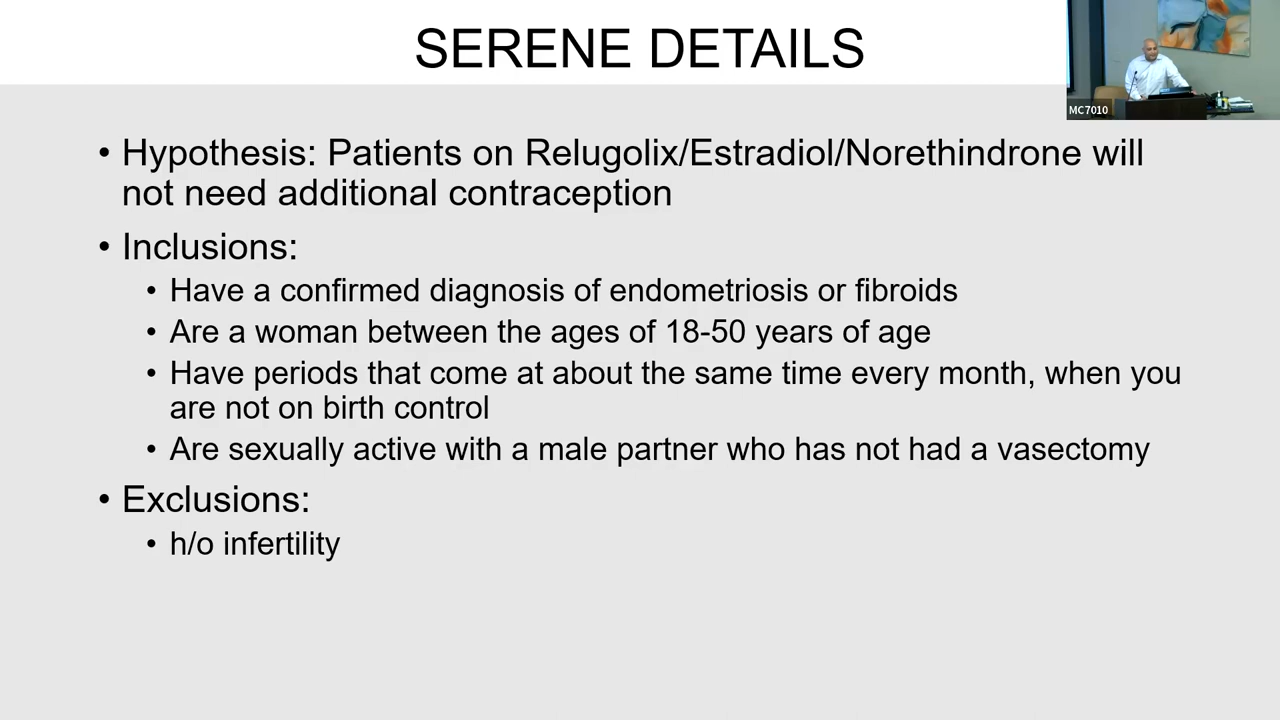 SERENE DETAILS
MC7010
• Hypothesis: Patients on Relugolix/Estradiol/Norethindrone will
not need additional contraception
• Inclusions:
• Have a confirmed diagnosis of endometriosis or fibroids
• Are a woman between the ages of 18-50 years of age
• Have periods that come at about the same time every month, when you
are not on birth control
• Are sexually active with a male partner who has not had a vasectomy
• Exclusions:
• h/o infertility